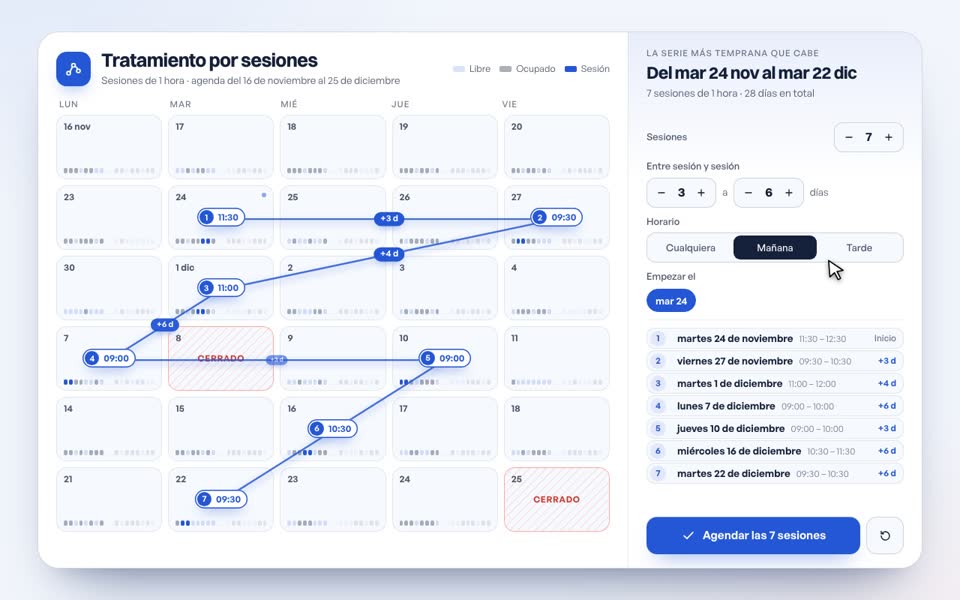 Tratamiento por sesiones
Sesiones de 1 hora · agenda del 16 de noviembre al 25 de diciembre
Libre Ocupado Sesión
LUN MAR MIÉ JUE VIE
16 nov 17 18 19 20
23 24 25 26 27
1 11:30 +3 d 2 09:30
+4 d
30 1 dic 2 3 4
3 11:00
+6 d
7 8 9 10 11
4 09:00 CERRADO +3 d 5 09:00
14 15 16 17 18
6 10:30
21 22 23 24 25
7 09:30 CERRADO
LA SERIE MÁS TEMPRANA QUE CABE
Del mar 24 nov al mar 22 dic
7 sesiones de 1 hora · 28 días en total
Sesiones − 7 +
Entre sesión y sesión
− 3 + a − 6 + días
Horario
Cualquiera Mañana Tarde
Empezar el
mar 24
1 martes 24 de noviembre 11:30 – 12:30 Inicio
2 viernes 27 de noviembre 09:30 – 10:30 +3 d
3 martes 1 de diciembre 11:00 – 12:00 +4 d
4 lunes 7 de diciembre 09:00 – 10:00 +6 d
5 jueves 10 de diciembre 09:00 – 10:00 +3 d
6 miércoles 16 de diciembre 10:30 – 11:30 +6 d
7 martes 22 de diciembre 09:30 – 10:30 +6 d
Agendar las 7 sesiones